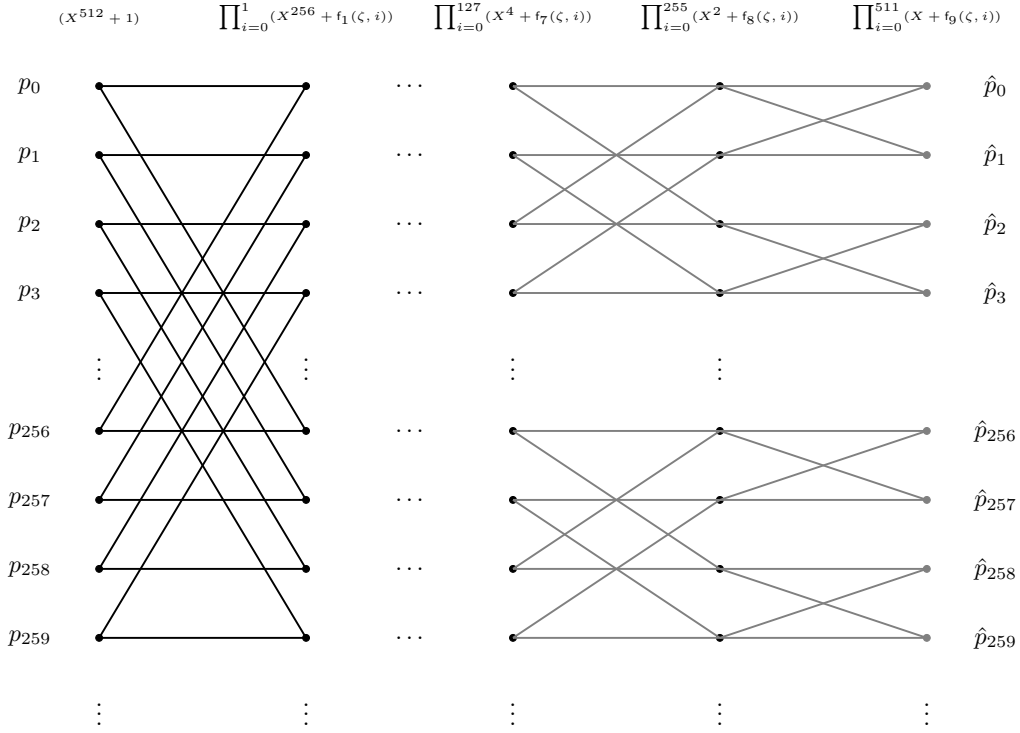 (X^512 + 1) ∏_{i=0}^{1}(X^256 + f_1(ζ, i)) ∏_{i=0}^{127}(X^4 + f_7(ζ, i)) ∏_{i=0}^{255}(X^2 + f_8(ζ, i)) ∏_{i=0}^{511}(X + f_9(ζ, i))
p_0 ⋯ p̂_0
p_1 ⋯ p̂_1
p_2 ⋯ p̂_2
p_3 ⋯ p̂_3
⋮ ⋮ ⋮ ⋮
p_256 ⋯ p̂_256
p_257 ⋯ p̂_257
p_258 ⋯ p̂_258
p_259 ⋯ p̂_259
⋮ ⋮ ⋮ ⋮ ⋮